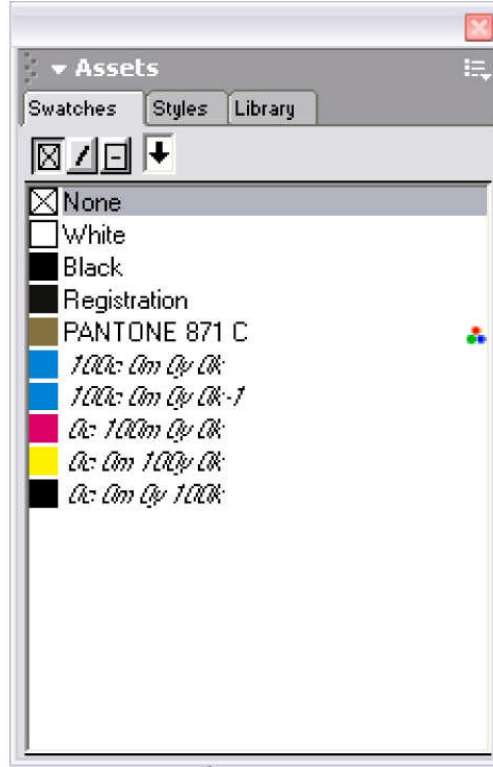 Assets
Swatches Styles Library
None
White
Black
Registration
PANTONE 871 C
100c 0m 0y 0k
100c 0m 0y 0k-1
0c 100m 0y 0k
0c 0m 100y 0k
0c 0m 0y 100k